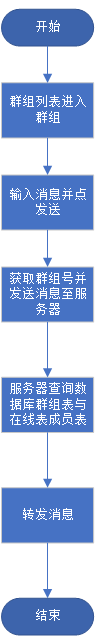 开始
群组列表进入
群组
输入消息并点
发送
获取群组号并
发送消息至服
务器
服务器查询数
据库群组表与
在线表成员表
转发消息
结束